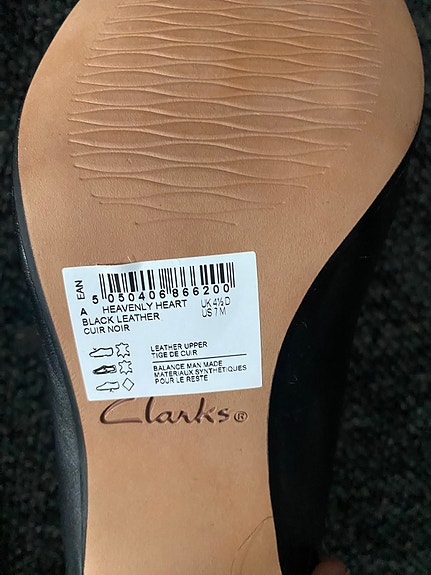 EAN
5 050406 866200
A HEAVENLY HEART UK 4½ D
BLACK LEATHER US 7 M
CUIR NOIR
LEATHER UPPER
TIGE DE CUIR
BALANCE MAN MADE
MATERIAUX SYNTHÉTIQUES
POUR LE RESTE
Clarks®